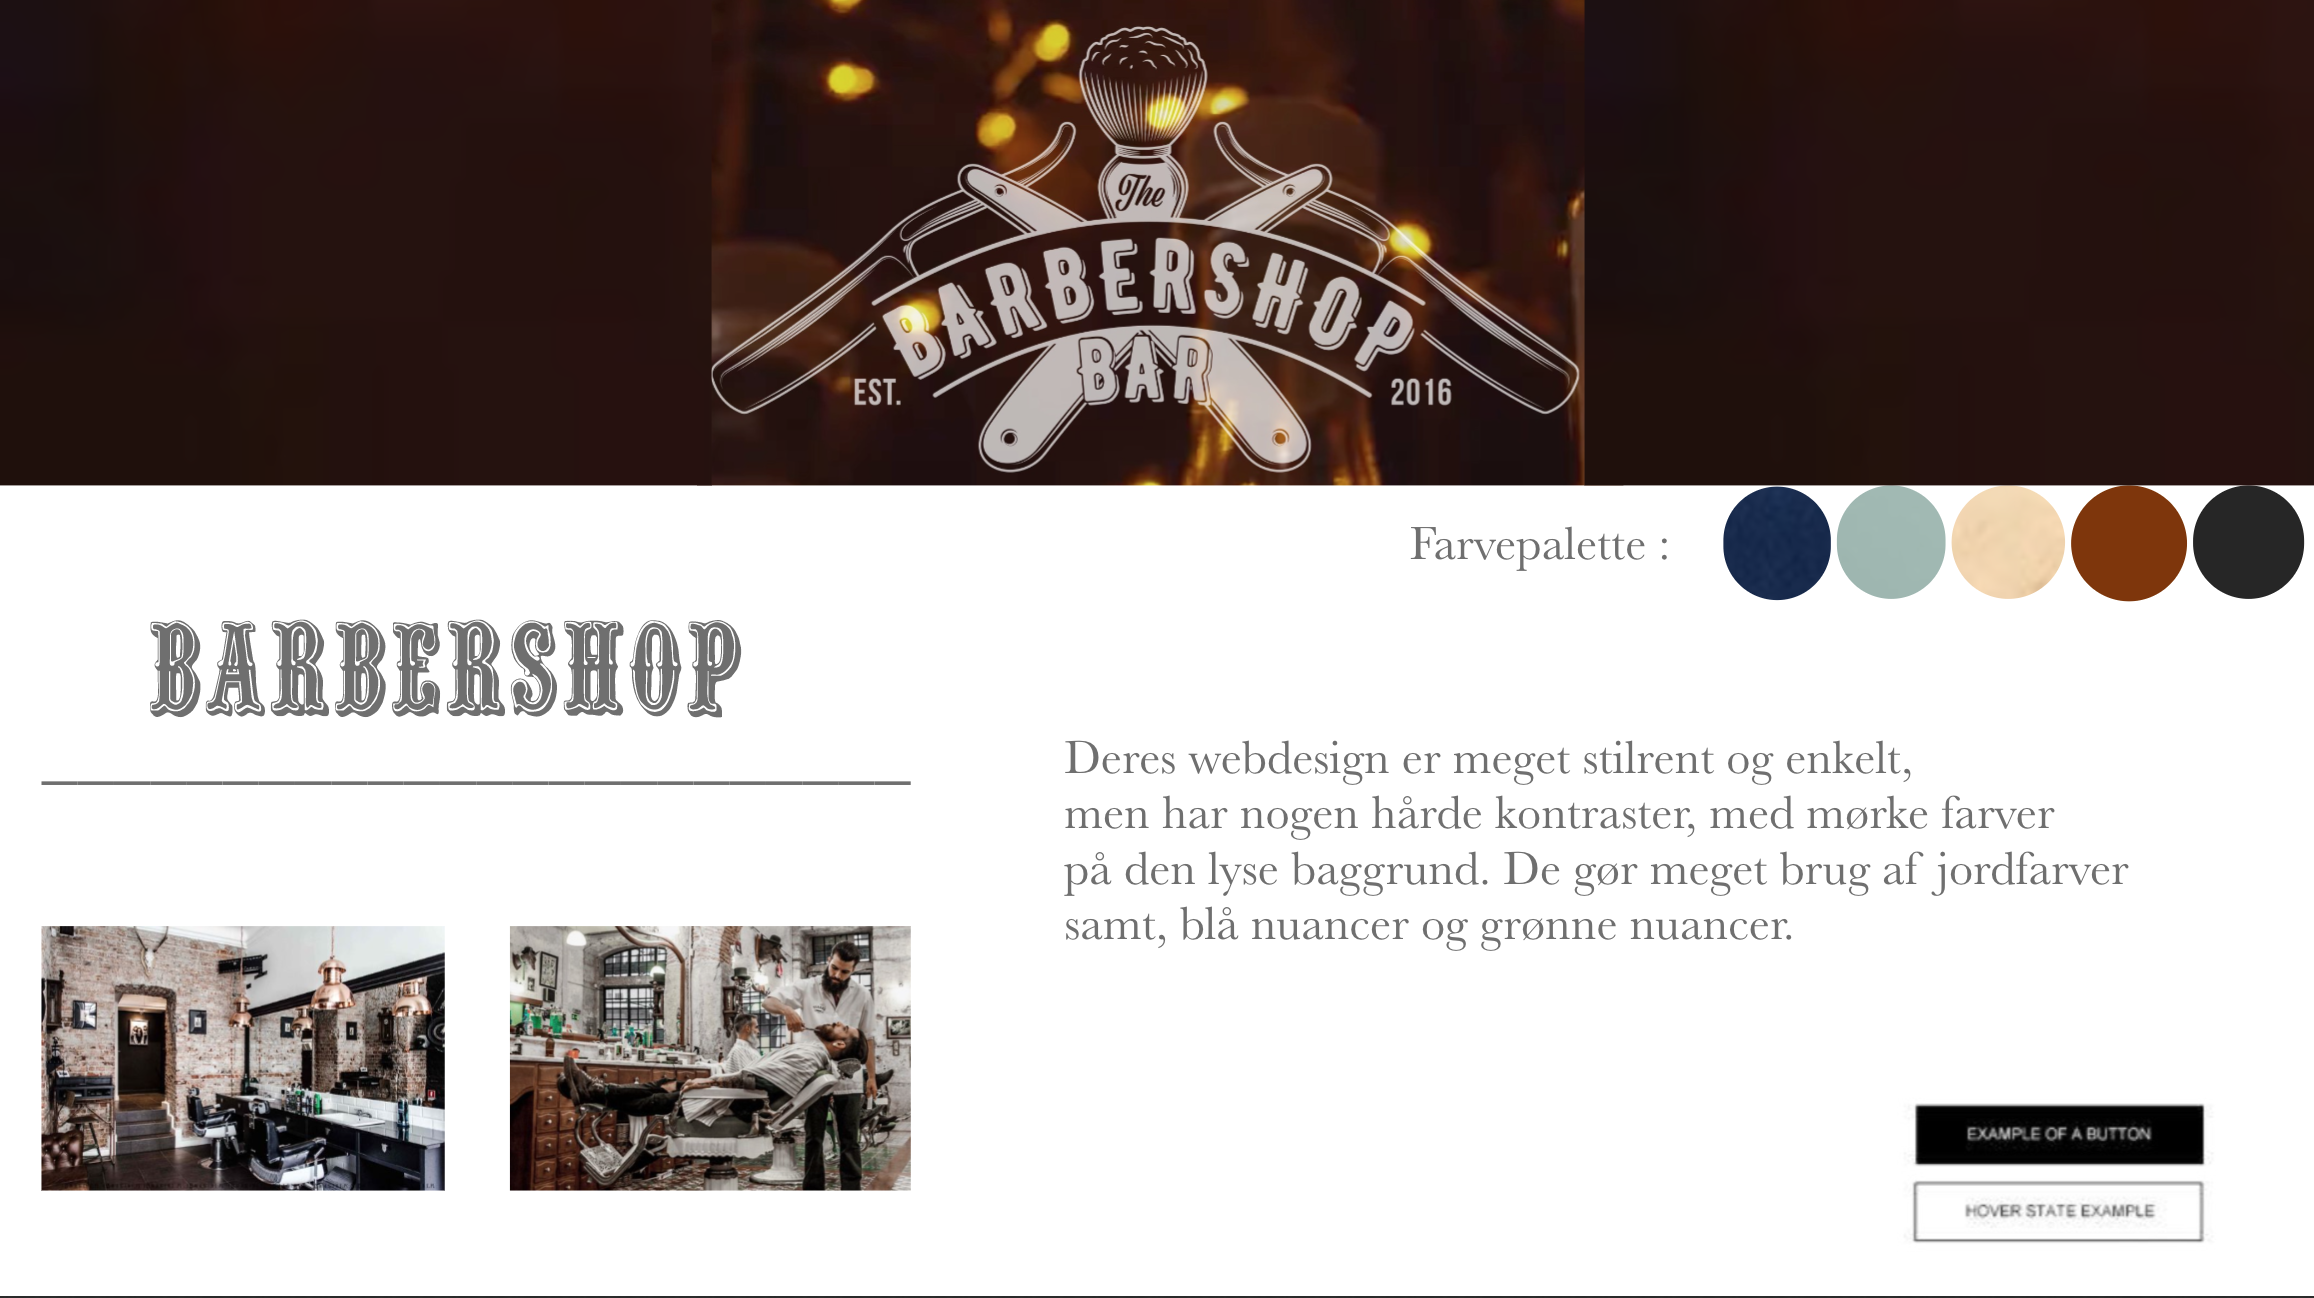 The
BARBERSHOP
BAR
EST.
2016
Farvepalette :
BARBERSHOP
Deres webdesign er meget stilrent og enkelt,
men har nogen hårde kontraster, med mørke farver
på den lyse baggrund. De gør meget brug af jordfarver
samt, blå nuancer og grønne nuancer.
EXAMPLE OF A BUTTON
HOVER STATE EXAMPLE